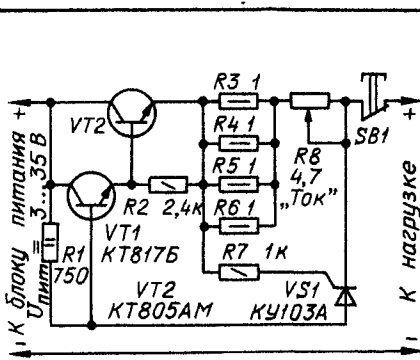 К блоку питания
− +
Uпит = 3...35 В
VT2
R3 1
R4 1
R5 1
R6 1
R8
4,7
„Ток"
SB1
R2 2,4к
VT1
КТ817Б
R1
750
R7 1к
VT2
КТ805АМ
VS1
КУ103А
К нагрузке
− +